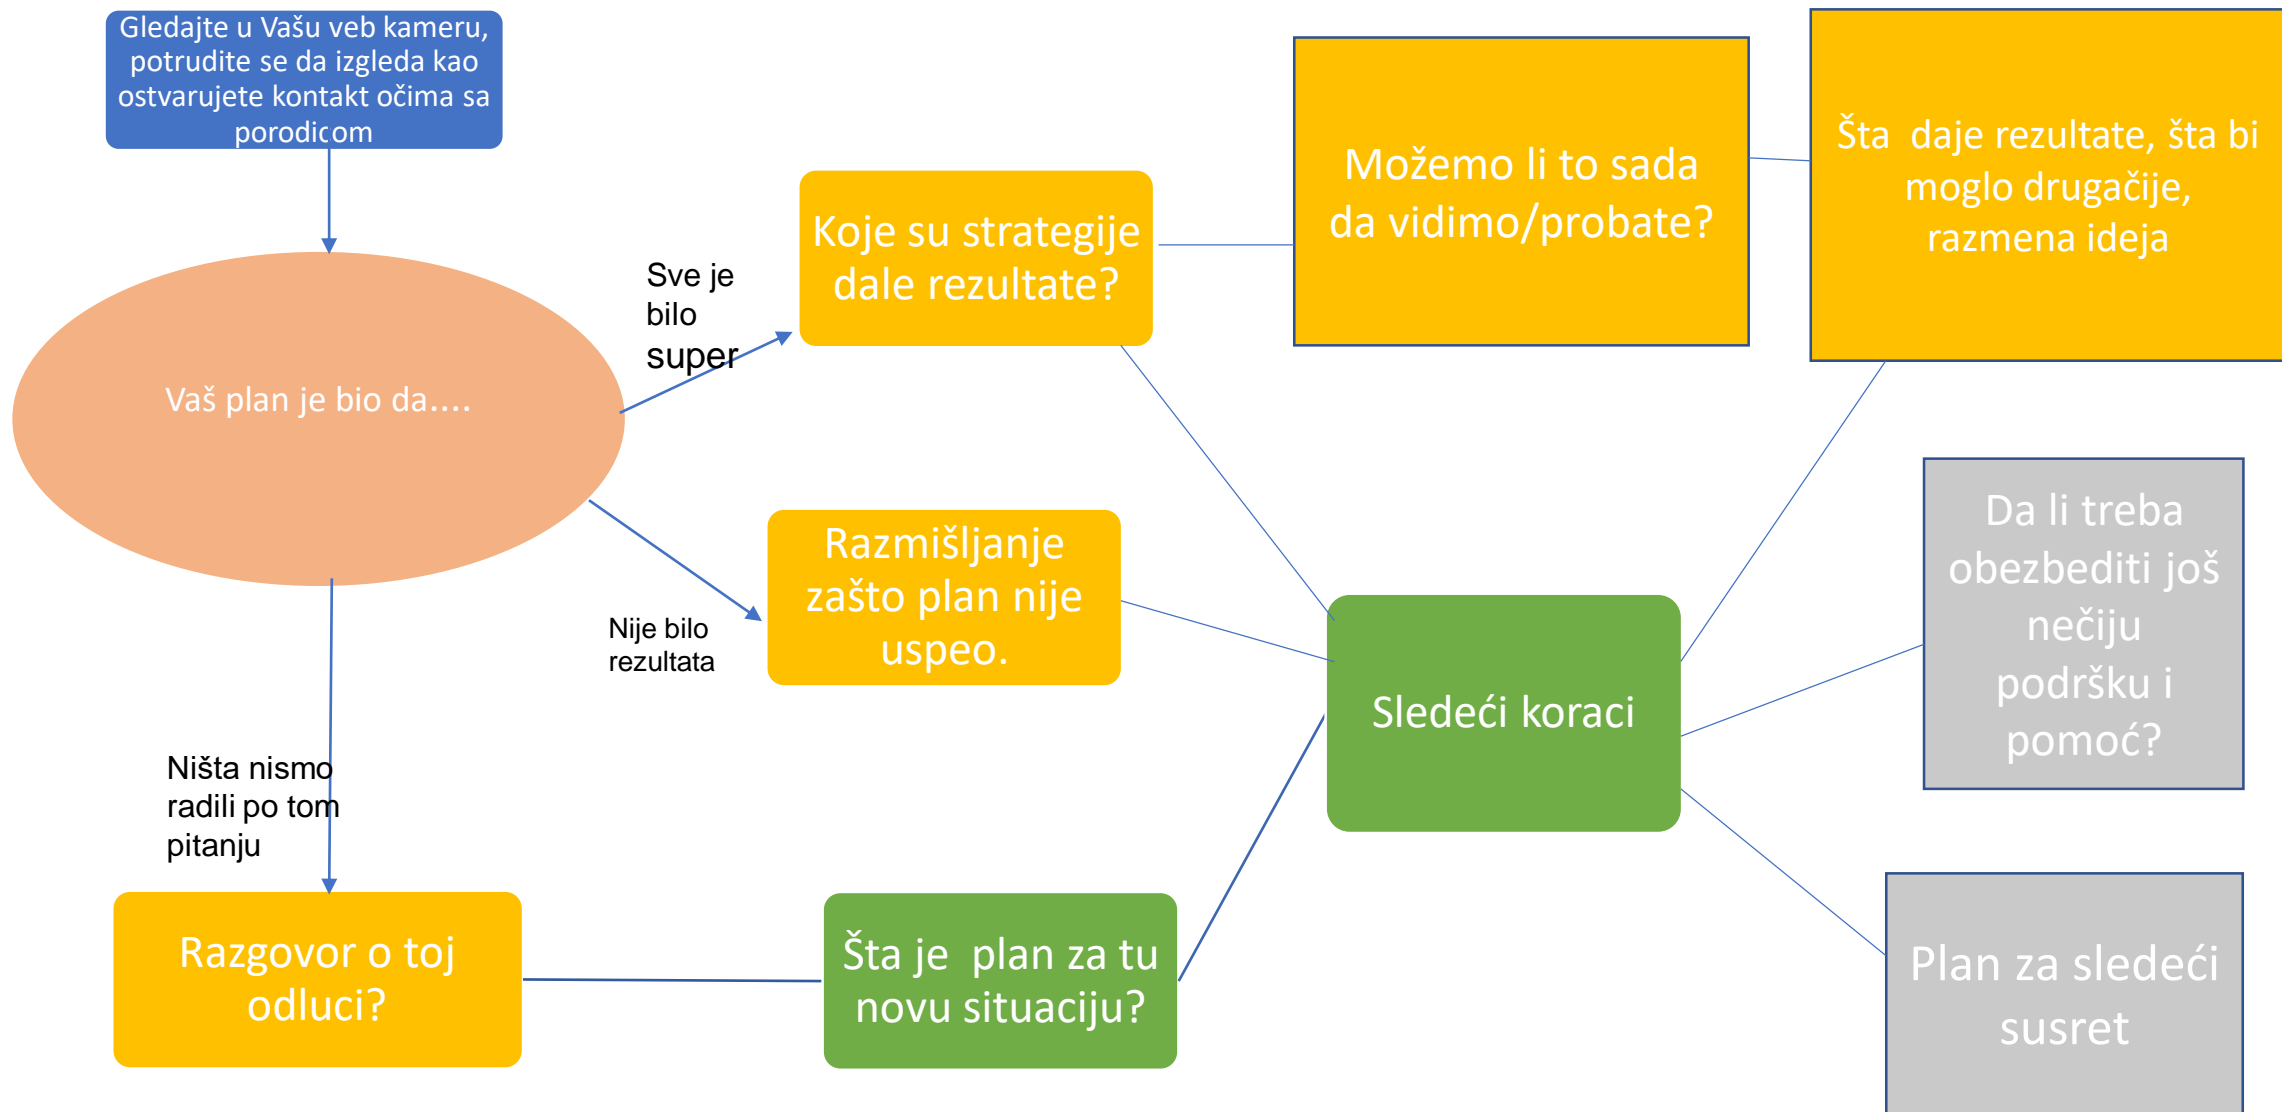 Gledajte u Vašu veb kameru,
potrudite se da izgleda kao
ostvarujete kontakt očima sa
porodicom
Vaš plan je bio da....
Sve je
bilo
super
Koje su strategije
dale rezultate?
Možemo li to sada
da vidimo/probate?
Šta  daje rezultate, šta bi
moglo drugačije,
razmena ideja
Nije bilo
rezultata
Razmišljanje
zašto plan nije
uspeo.
Sledeći koraci
Da li treba
obezbediti još
nečiju
podršku i
pomoć?
Ništa nismo
radili po tom
pitanju
Razgovor o toj
odluci?
Šta je  plan za tu
novu situaciju?
Plan za sledeći
susret